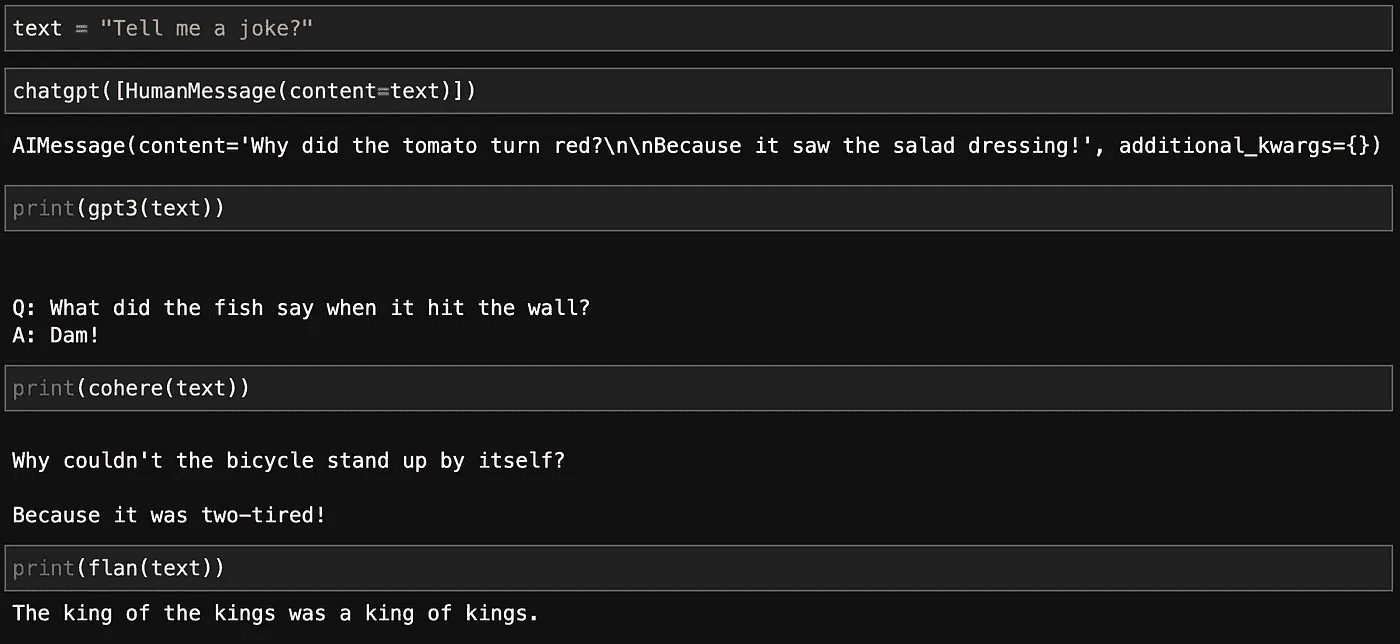 text = "Tell me a joke?"
chatgpt([HumanMessage(content=text)])
AIMessage(content='Why did the tomato turn red?\n\nBecause it saw the salad dressing!', additional_kwargs={})
print(gpt3(text))
Q: What did the fish say when it hit the wall?
A: Dam!
print(cohere(text))
Why couldn't the bicycle stand up by itself?
Because it was two-tired!
print(flan(text))
The king of the kings was a king of kings.